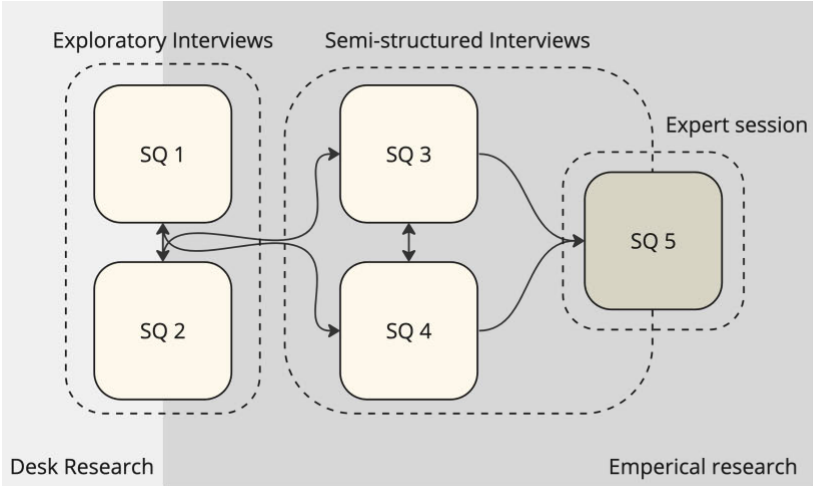 Exploratory Interviews
Semi-structured Interviews
Expert session
SQ 1
SQ 3
SQ 5
SQ 2
SQ 4
Desk Research
Emperical research